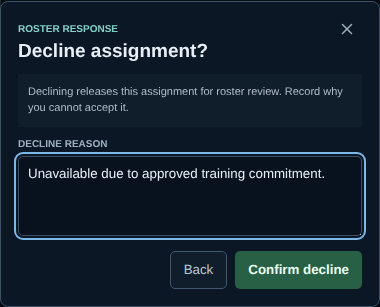 ROSTER RESPONSE
Decline assignment?
Declining releases this assignment for roster review. Record why
you cannot accept it.
DECLINE REASON
Unavailable due to approved training commitment.
Back
Confirm decline